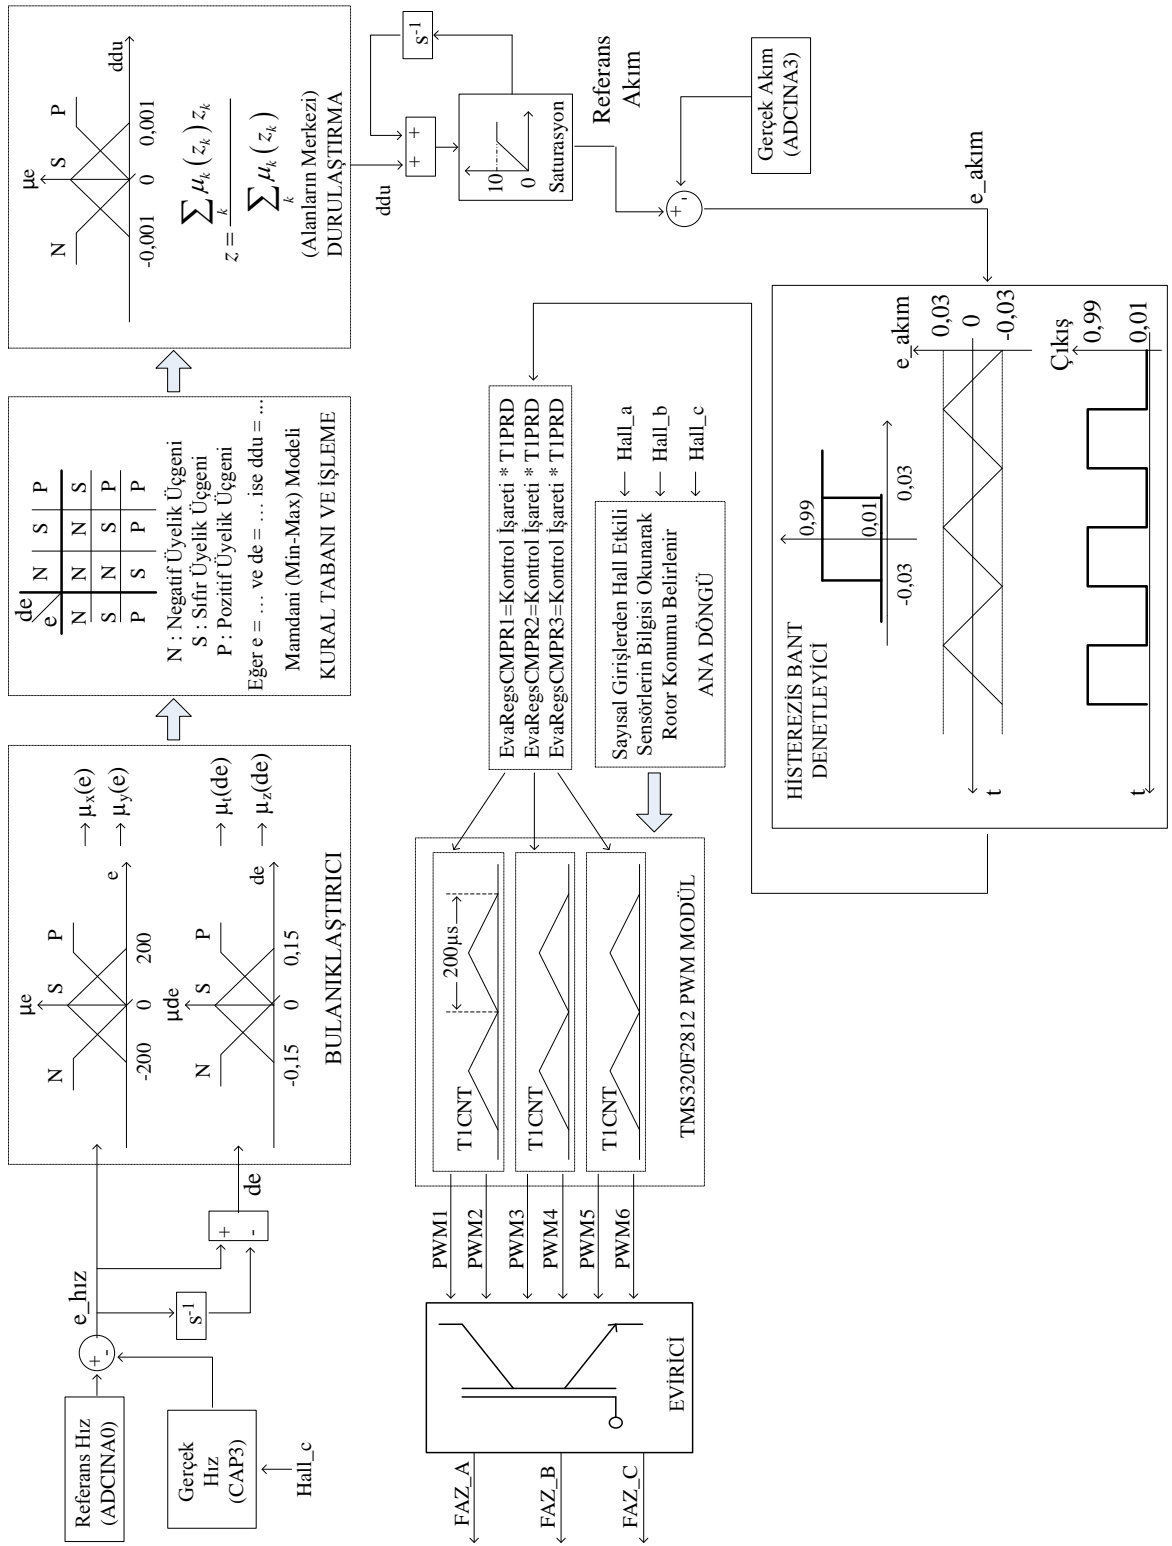 Referans Hız
(ADCINA0)
+
-
e_hız
Gerçek
Hız
(CAP3)
Hall_c
s-1
+
-
de
µe
N
S
P
-200
0
200
e
µx(e)
µy(e)
µde
N
S
P
-0,15
0
0,15
de
µt(de)
µz(de)
BULANIKLAŞTIRICI
de
e
N
S
P
N
N
N
S
S
N
S
P
P
S
P
P
N : Negatif Üyelik Üçgeni
S : Sıfır Üyelik Üçgeni
P : Pozitif Üyelik Üçgeni
Eğer e = … ve de = … ise ddu = …
Mamdani (Min-Max) Modeli
KURAL TABANI VE İŞLEME
µe
N
S
P
-0,001
0
0,001
ddu
z = ∑k µk (zk) zk / ∑k µk (zk)
(Alanların Merkezi)
DURULAŞTIRMA
ddu
+
+
s-1
10
0
Saturasyon
Referans
Akım
Gerçek Akım
(ADCINA3)
+
-
e_akım
HİSTEREZİS BANT
DENETLEYİCİ
0,99
0,01
-0,03
0,03
e_akım
0,03
0
-0,03
t
Çıkış
0,99
0,01
t
EvaRegsCMPR1=Kontrol İşareti * T1PRD
EvaRegsCMPR2=Kontrol İşareti * T1PRD
EvaRegsCMPR3=Kontrol İşareti * T1PRD
Hall_a
Hall_b
Hall_c
Sayısal Girişlerden Hall Etkili
Sensörlerin Bilgisi Okunarak
Rotor Konumu Belirlenir
ANA DÖNGÜ
T1CNT
200µs
T1CNT
T1CNT
TMS320F2812 PWM MODÜL
PWM1
PWM2
PWM3
PWM4
PWM5
PWM6
EVİRİCİ
FAZ_A
FAZ_B
FAZ_C